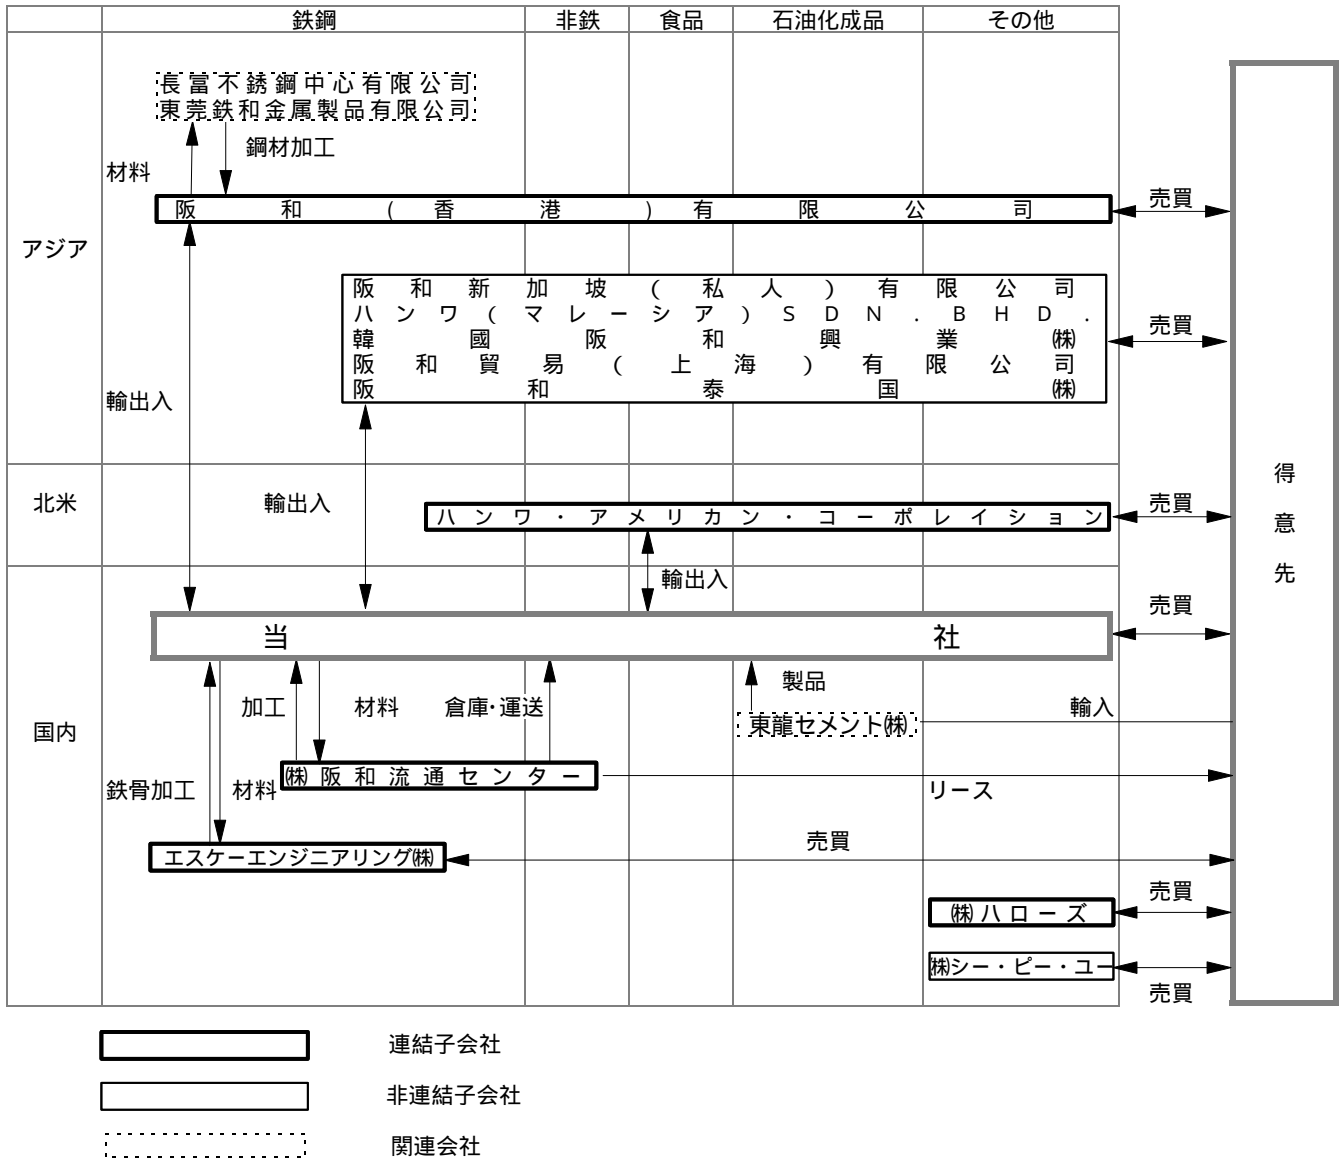 鉄鋼 非鉄 食品 石油化成品 その他
長富不銹鋼中心有限公司
東莞鉄和金属製品有限公司
鋼材加工
材料
阪和(香港)有限公司
売買
アジア
阪和新加坡(私人)有限公司
ハンワ(マレーシア)SDN.BHD.
韓國阪和興業㈱
阪和貿易(上海)有限公司
阪和泰国㈱
売買
輸出入
得意先
北米
輸出入
ハンワ・アメリカン・コーポレイション
売買
輸出入
当社
売買
製品
加工 材料 倉庫・運送
東龍セメント㈱
輸入
国内
㈱阪和流通センター
リース
鉄骨加工 材料
売買
エスケーエンジニアリング㈱
売買
㈱ハローズ
㈱シー・ピー・ユー
売買
連結子会社
非連結子会社
関連会社